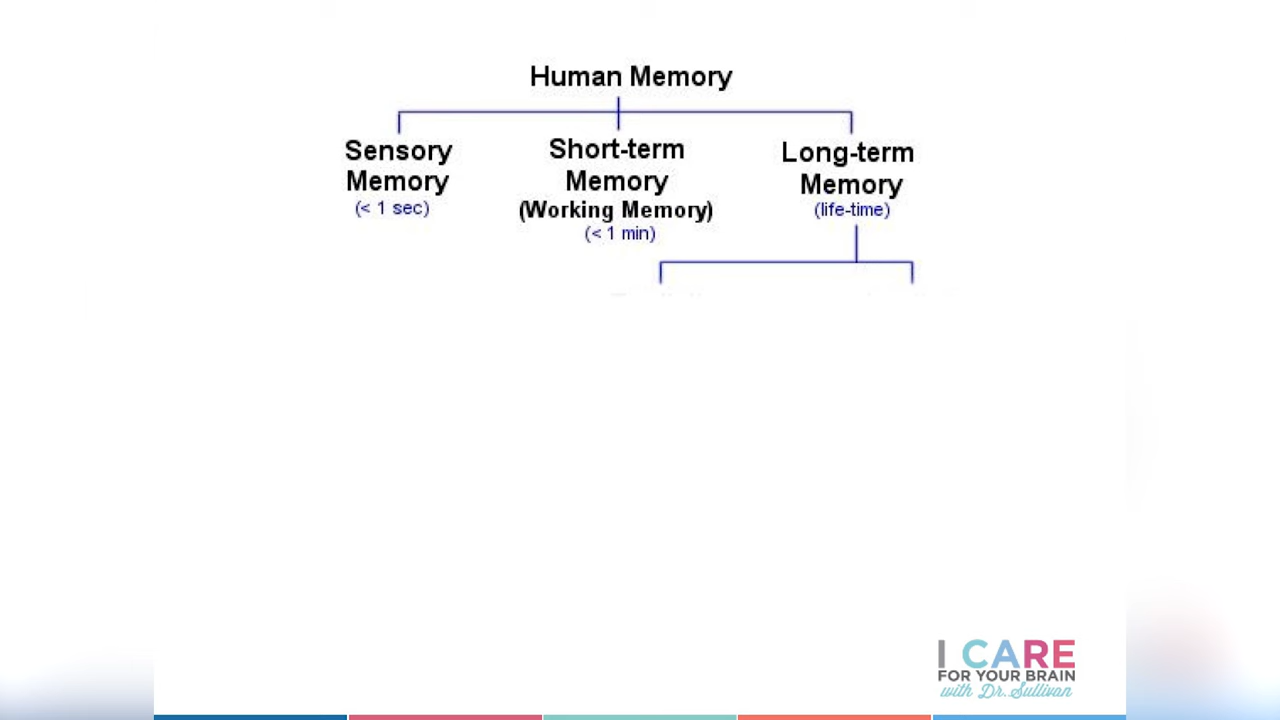 Human Memory
Sensory
Memory
(< 1 sec)
Short-term
Memory
(Working Memory)
(< 1 min)
Long-term
Memory
(life-time)
I CARE
FOR YOUR BRAIN
with Dr. Sullivan